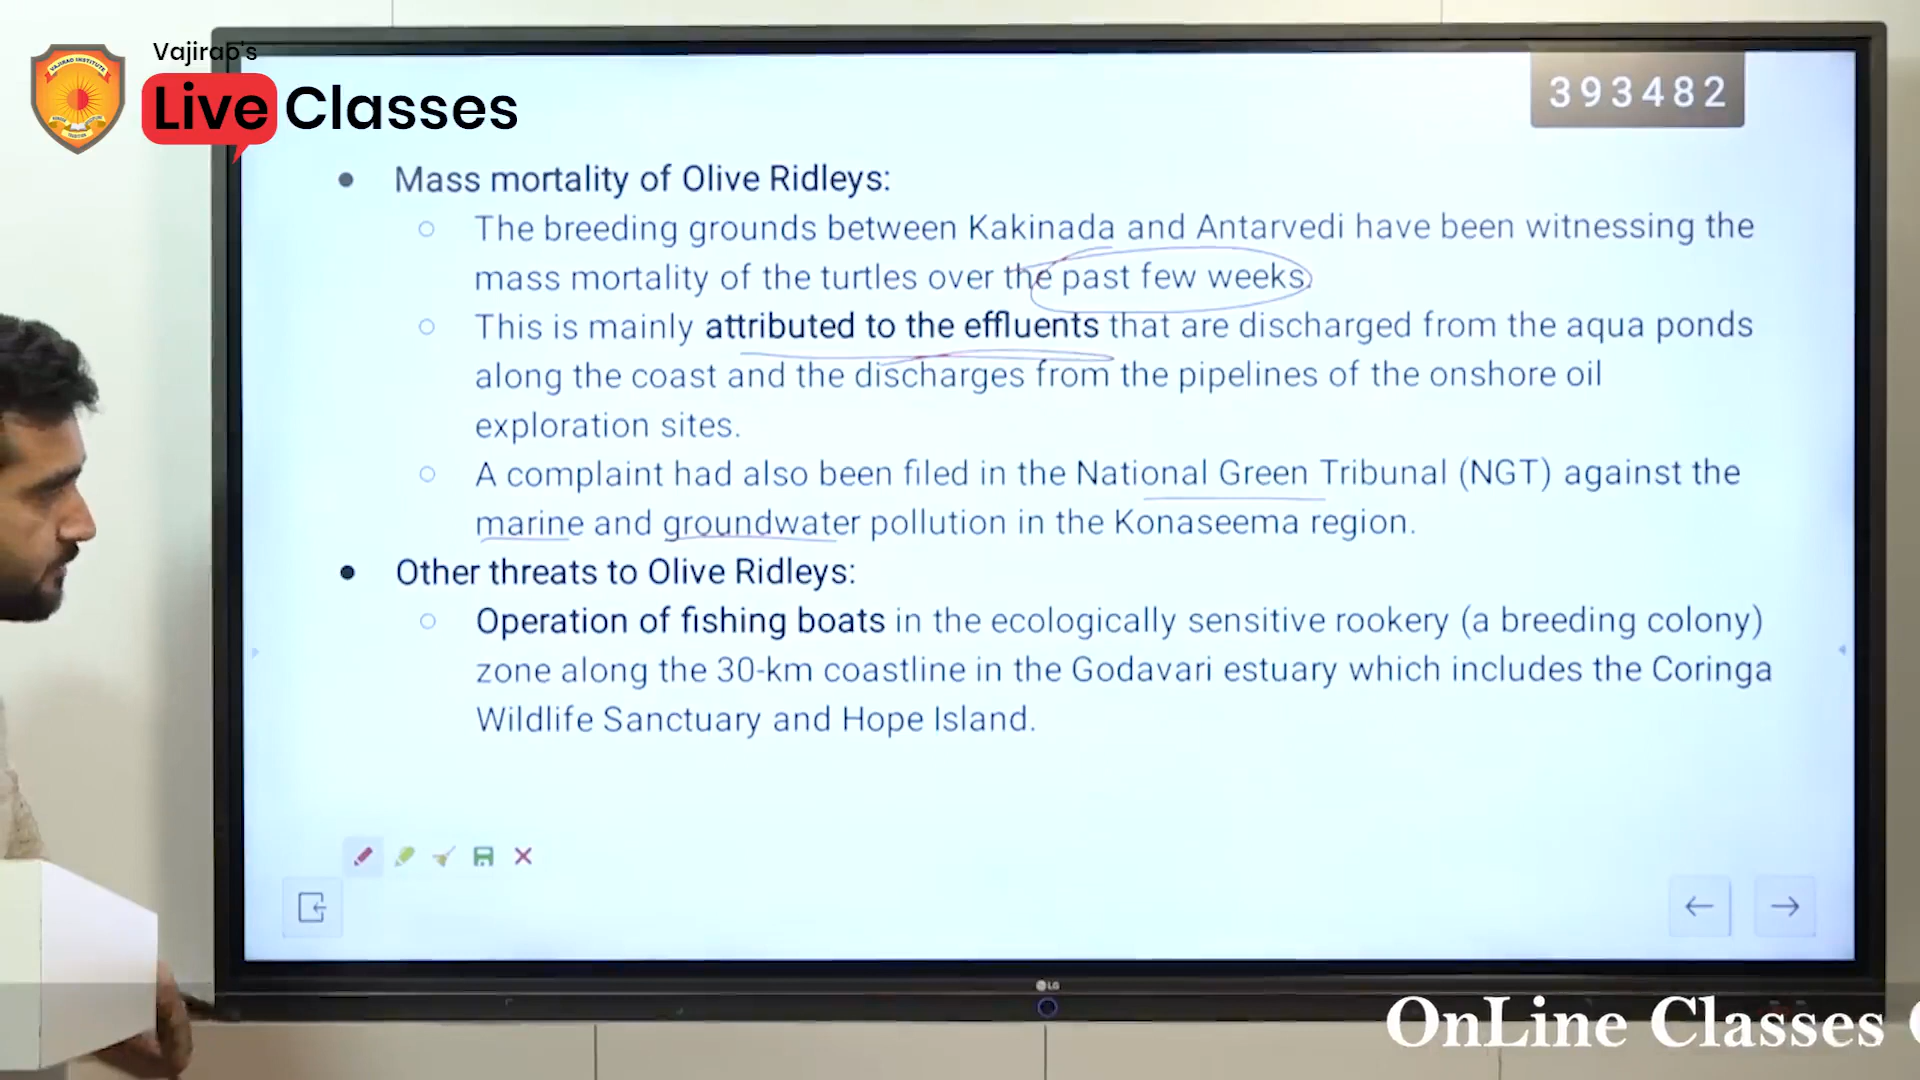 Vajirao's
Live Classes
VAJIRAO INSTITUTE
393482
Mass mortality of Olive Ridleys:
The breeding grounds between Kakinada and Antarvedi have been witnessing the
mass mortality of the turtles over the past few weeks.
This is mainly attributed to the effluents that are discharged from the aqua ponds
along the coast and the discharges from the pipelines of the onshore oil
exploration sites.
A complaint had also been filed in the National Green Tribunal (NGT) against the
marine and groundwater pollution in the Konaseema region.
Other threats to Olive Ridleys:
Operation of fishing boats in the ecologically sensitive rookery (a breeding colony)
zone along the 30-km coastline in the Godavari estuary which includes the Coringa
Wildlife Sanctuary and Hope Island.
LG
OnLine Classes